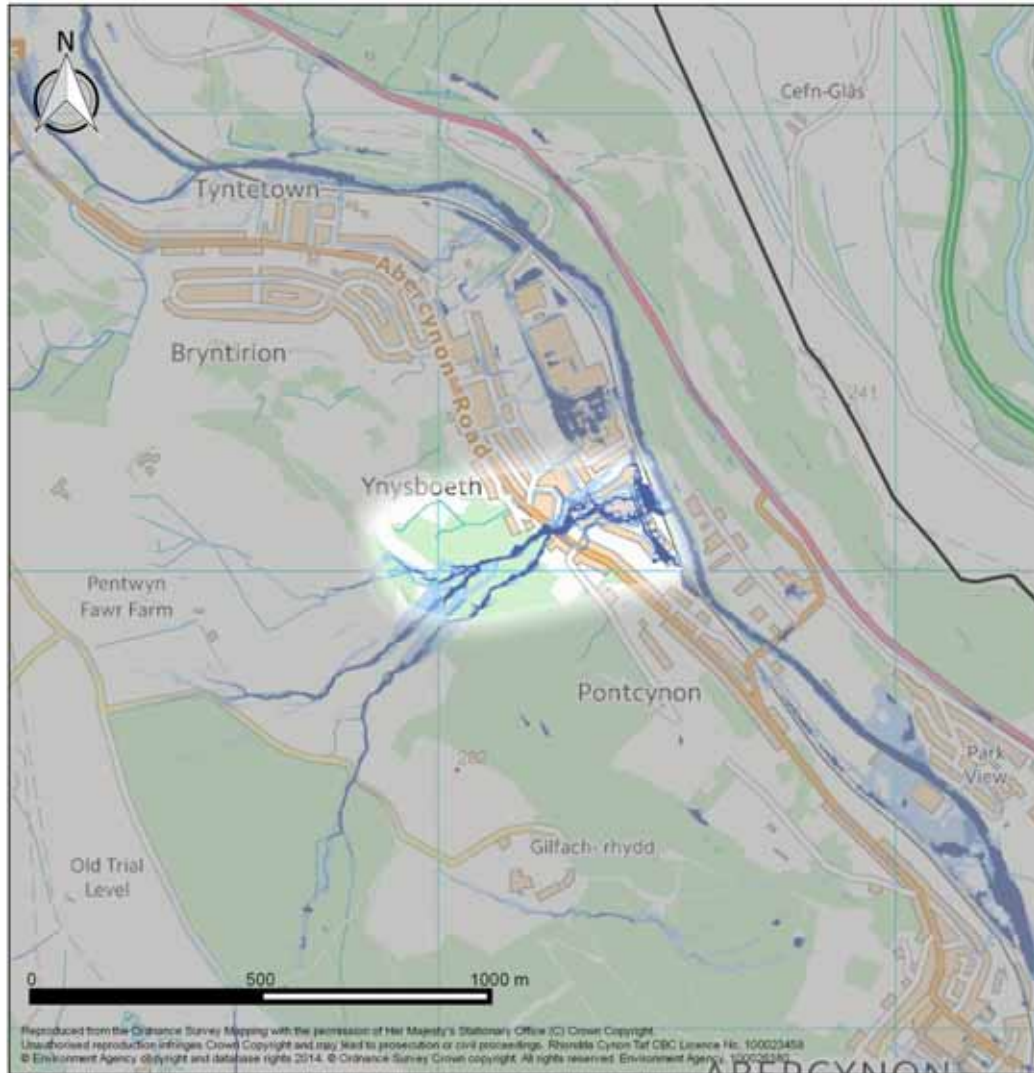 N
Cefn-Glâs
Tyntetown
Abercynon Road
Bryntirion
241
Ynysboeth
Pentwyn
Fawr Farm
Pontcynon
282
Park
View
Gilfach- rhydd
Old Trial
Level
0 500 1000 m
Reproduced from the Ordnance Survey Mapping with the permission of Her Majesty's Stationary Office (C) Crown Copyright.
Unauthorised reproduction infringes Crown Copyright and may lead to prosecution or civil proceedings. Rhondda Cynon Taf CBC Licence No. 100023458
© Environment Agency copyright and database rights 2014. © Ordnance Survey Crown copyright. All rights reserved. Environment Agency,
ABERCYNON